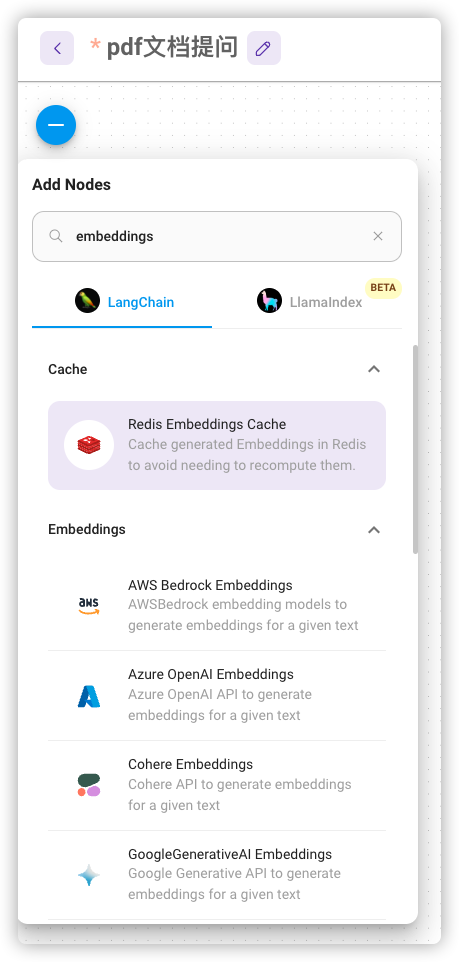 * pdf文档提问
Add Nodes
embeddings
LangChain
LlamaIndex
BETA
Cache
Redis Embeddings Cache
Cache generated Embeddings in Redis
to avoid needing to recompute them.
Embeddings
aws
AWS Bedrock Embeddings
AWSBedrock embedding models to
generate embeddings for a given text
Azure OpenAI Embeddings
Azure OpenAI API to generate
embeddings for a given text
Cohere Embeddings
Cohere API to generate embeddings
for a given text
GoogleGenerativeAI Embeddings
Google Generative API to generate
embeddings for a given text